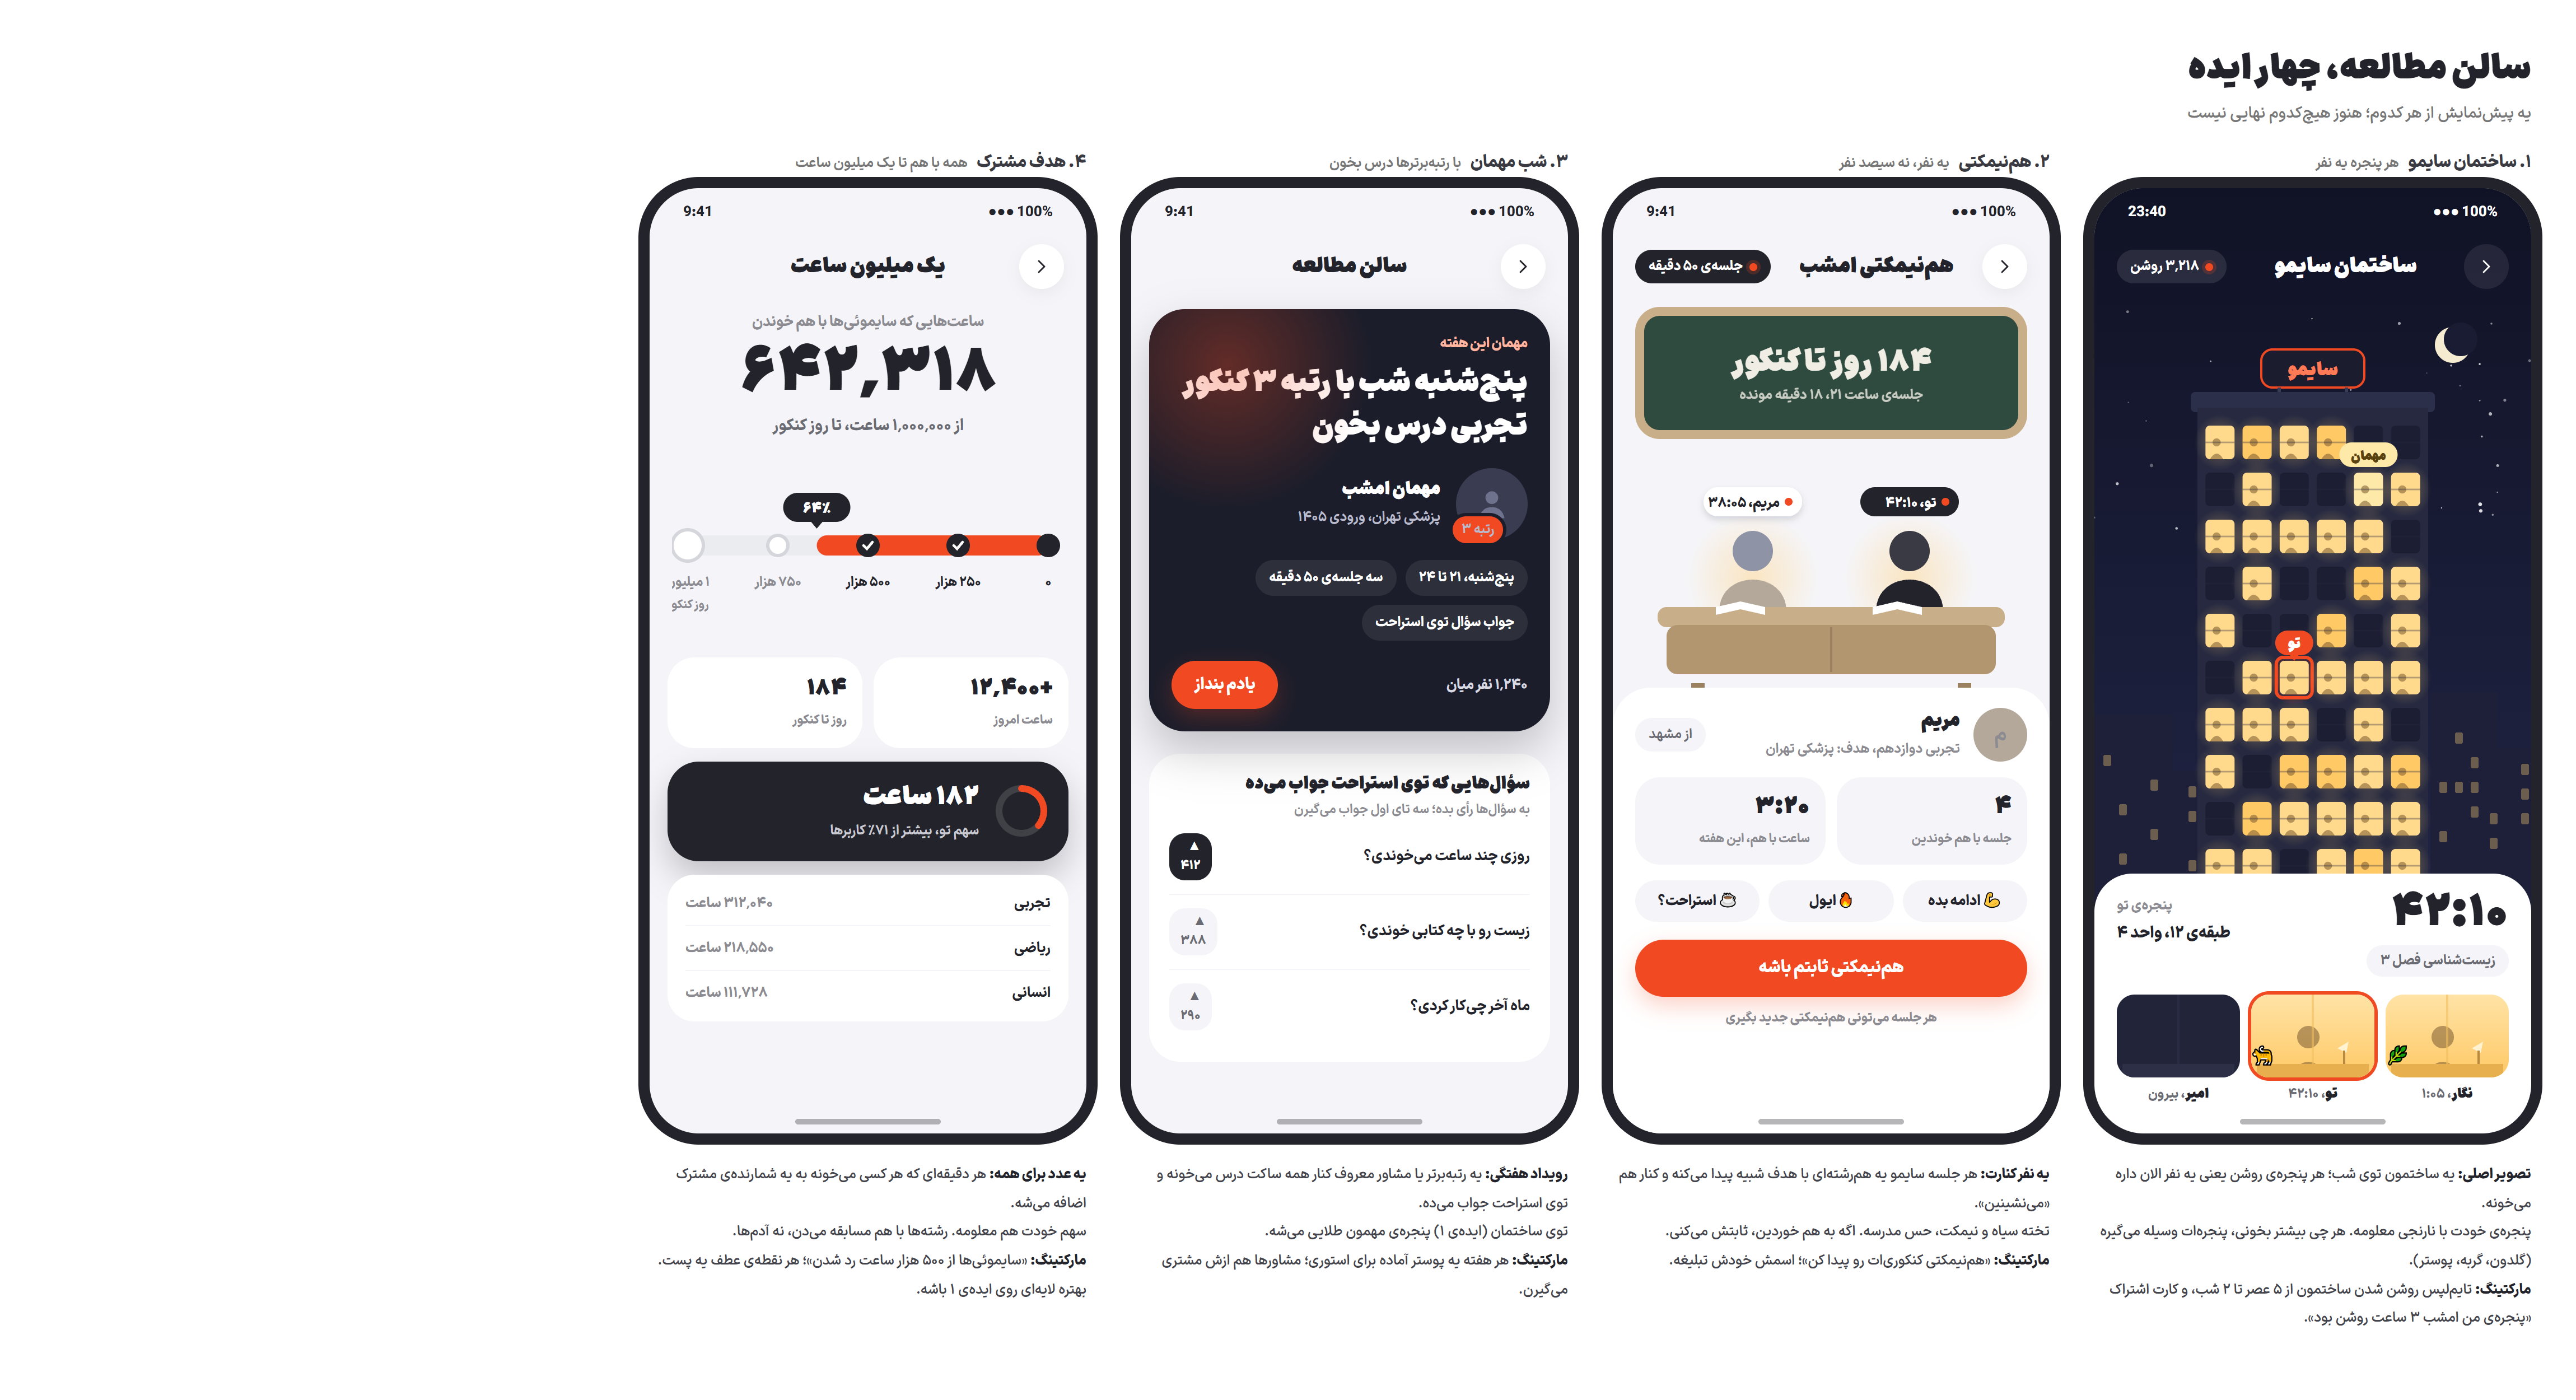 سالن مطالعه، چهار ایده
یه پیش‌نمایش از هر کدوم؛ هنوز هیچ‌کدوم نهایی نیست
۱. ساختمان سایمو هر پنجره یه نفر
23:40
100%
ساختمان سایمو
۳,۲۱۸ روشن
سایمو
مهمان
تو
۴۲:۱۰
پنجره‌ی تو
طبقه‌ی ۱۲، واحد ۴
زیست‌شناسی فصل ۳
نگار، ۱:۰۵
تو، ۴۲:۱۰
امیر، بیرون
تصویر اصلی: یه ساختمون توی شب؛ هر پنجره‌ی روشن یعنی یه نفر الان داره
می‌خونه.
پنجره‌ی خودت با نارنجی معلومه. هر چی بیشتر بخونی، پنجره‌ات وسیله می‌گیره
(گلدون، گربه، پوستر).
مارکتینگ: تایم‌لپس روشن شدن ساختمون از ۵ عصر تا ۲ شب، و کارت اشتراک
«پنجره‌ی من امشب ۳ ساعت روشن بود».
۲. هم‌نیمکتی یه نفر، نه سیصد نفر
9:41
100%
هم‌نیمکتی امشب
جلسه‌ی ۵۰ دقیقه
۱۸۴ روز تا کنکور
جلسه‌ی ساعت ۲۱، ۱۸ دقیقه مونده
تو، ۴۲:۱۰
مریم، ۳۸:۰۵
م
مریم
تجربی دوازدهم، هدف: پزشکی تهران
از مشهد
۴
جلسه با هم خوندین
۳:۲۰
ساعت با هم، این هفته
💪 ادامه بده
🔥 ایول
☕ استراحت؟
هم‌نیمکتی ثابتم باشه
هر جلسه می‌تونی هم‌نیمکتی جدید بگیری
یه نفر کنارت: هر جلسه سایمو یه هم‌رشته‌ای با هدف شبیه پیدا می‌کنه و کنار هم
«می‌نشینین».
تخته سیاه و نیمکت، حس مدرسه. اگه به هم خوردین، ثابتش می‌کنی.
مارکتینگ: «هم‌نیمکتی کنکوری‌ات رو پیدا کن»؛ اسمش خودش تبلیغه.
۳. شب مهمان با رتبه‌برترها درس بخون
9:41
100%
سالن مطالعه
مهمان این هفته
پنج‌شنبه شب با رتبه ۳ کنکور
تجربی درس بخون
مهمان امشب
پزشکی تهران، ورودی ۱۴۰۵
رتبه ۳
پنج‌شنبه، ۲۱ تا ۲۴
سه جلسه‌ی ۵۰ دقیقه
جواب سؤال توی استراحت
۱,۲۴۰ نفر میان
یادم بنداز
سؤال‌هایی که توی استراحت جواب می‌ده
به سؤال‌ها رأی بده؛ سه تای اول جواب می‌گیرن
روزی چند ساعت می‌خوندی؟
▲
۴۱۲
زیست رو با چه کتابی خوندی؟
▲
۳۸۸
ماه آخر چی‌کار کردی؟
▲
۲۹۰
رویداد هفتگی: یه رتبه‌برتر یا مشاور معروف کنار همه ساکت درس می‌خونه و
توی استراحت جواب می‌ده.
توی ساختمان (ایده‌ی ۱) پنجره‌ی مهمون طلایی می‌شه.
مارکتینگ: هر هفته یه پوستر آماده برای استوری؛ مشاورها هم ازش مشتری
می‌گیرن.
۴. هدف مشترک همه با هم تا یک میلیون ساعت
9:41
100%
یک میلیون ساعت
ساعت‌هایی که سایموئی‌ها با هم خوندن
۶۴۲,۳۱۸
از ۱,۰۰۰,۰۰۰ ساعت، تا روز کنکور
۶۴٪
۰
۲۵۰ هزار
۵۰۰ هزار
۷۵۰ هزار
۱ میلیور
روز کنکو
+۱۲,۴۰۰
ساعت امروز
۱۸۴
روز تا کنکور
۱۸۲ ساعت
سهم تو، بیشتر از ۷۱٪ کاربرها
تجربی
۳۱۲,۰۴۰ ساعت
ریاضی
۲۱۸,۵۵۰ ساعت
انسانی
۱۱۱,۷۲۸ ساعت
یه عدد برای همه: هر دقیقه‌ای که هر کسی می‌خونه به یه شمارنده‌ی مشترک
اضافه می‌شه.
سهم خودت هم معلومه. رشته‌ها با هم مسابقه می‌دن، نه آدم‌ها.
مارکتینگ: «سایموئی‌ها از ۵۰۰ هزار ساعت رد شدن»؛ هر نقطه‌ی عطف یه پست.
بهتره لایه‌ای روی ایده‌ی ۱ باشه.